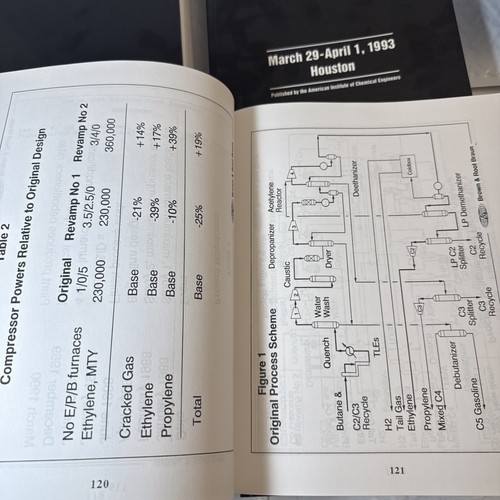 March 29-April 1, 1993
Houston
Published by the American Institute of Chemical Engineers
Table 2
Compressor Powers Relative to Original Design
Original Revamp No 1 Revamp No 2
No E/P/B furnaces 1/0/5 3.5/2.5/0 3/4/0
Ethylene, MTY 230,000 230,000 360,000
Cracked Gas Base -21% +14%
Ethylene Base -39% +17%
Propylene Base -10% +39%
Total Base -25% +19%
120
Figure 1
Original Process Scheme
Depropanizer
Acetylene
Reactor
Caustic
Dryer
Deethanizer
Water
Wash
Quench
Coldbox
Butane &
C2/C3
Recycle
TLEs
H2
Tail Gas
Ethylene
Propylene
Mixed C4
Debutanizer
C5 Gasoline
C3
Splitter
C3
Recycle
LP C2
Splitter
C2
Recycle
LP Demethanizer
Brown & Root Braun
121